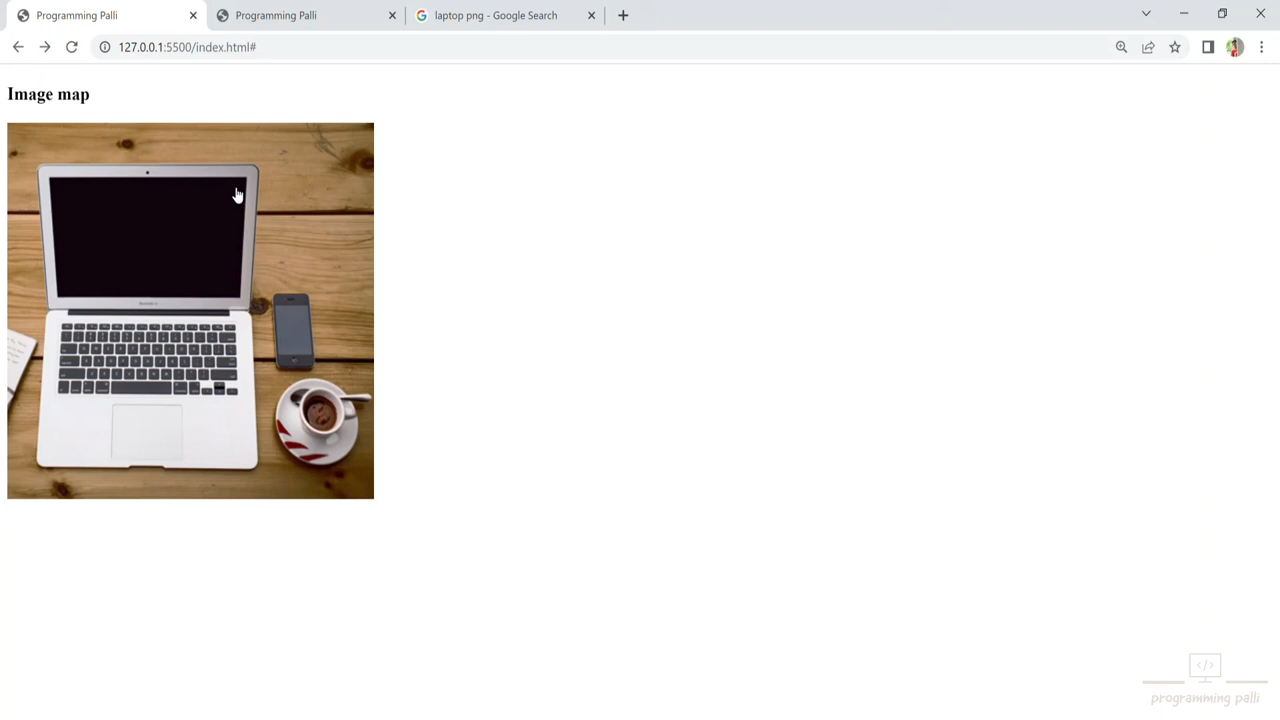 Programming Palli
Programming Palli
laptop png - Google Search
127.0.0.1:5500/index.html#
Image map
</>
programming palli